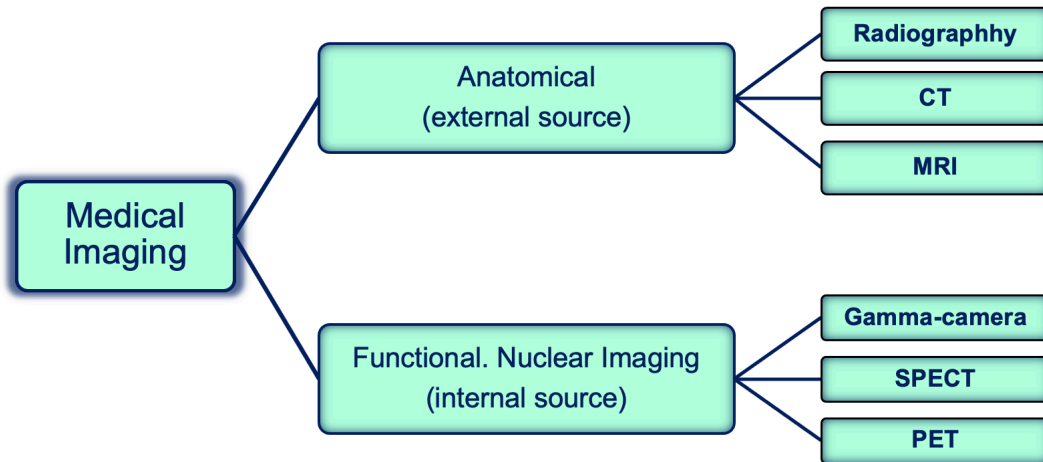 Medical
Imaging
Anatomical
(external source)
Radiographhy
CT
MRI
Functional. Nuclear Imaging
(internal source)
Gamma-camera
SPECT
PET